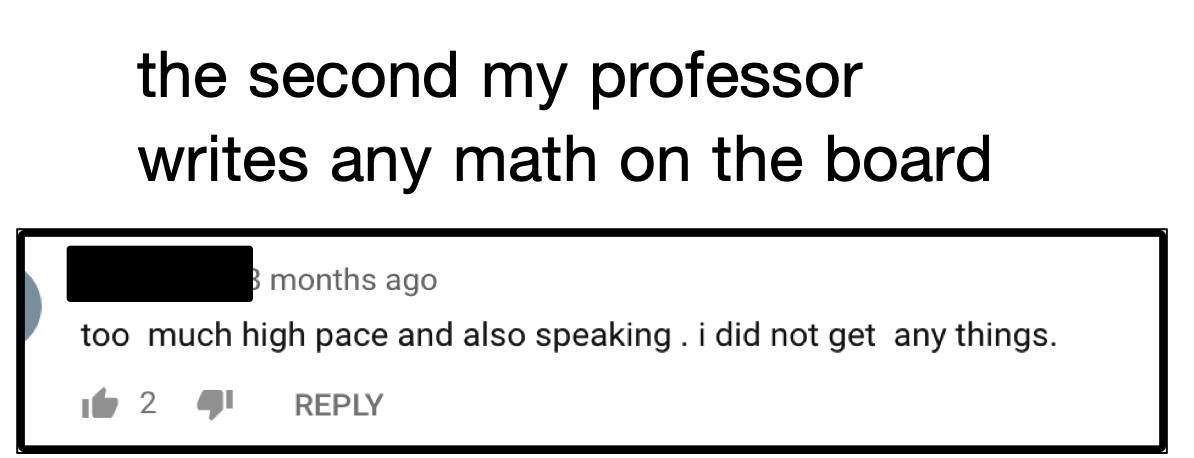 the second my professor
writes any math on the board
3 months ago
too much high pace and also speaking . i did not get any things.
2 REPLY